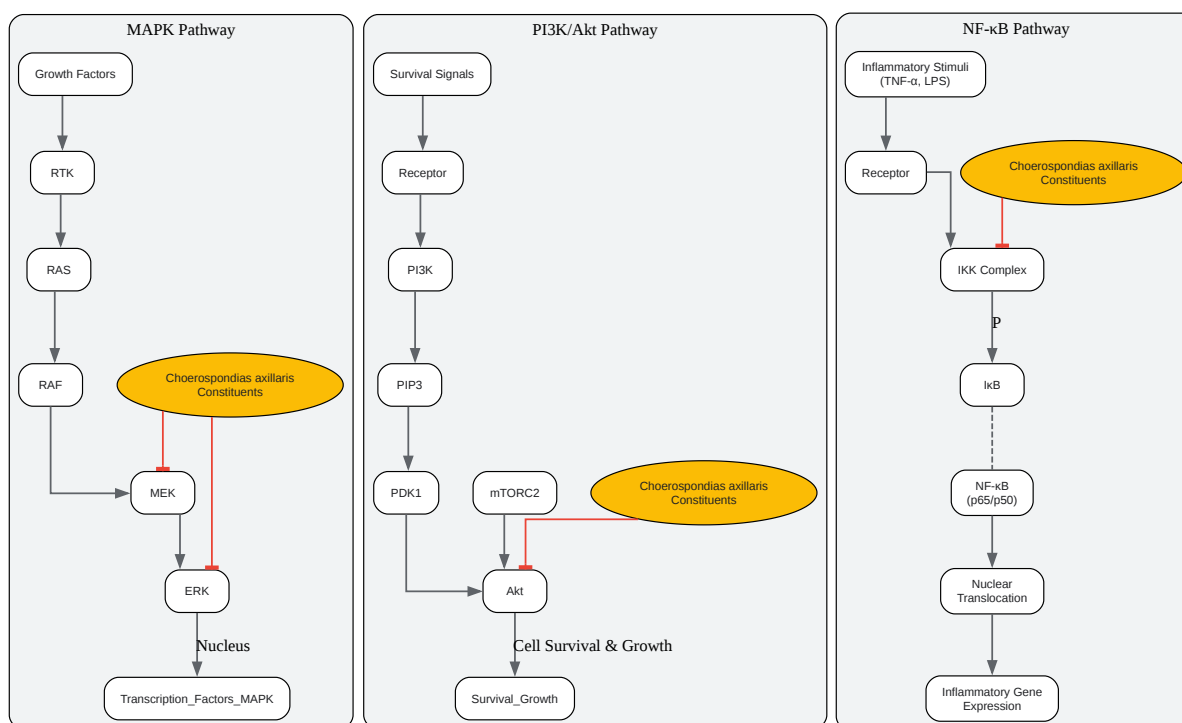 MAPK Pathway
Growth Factors
RTK
RAS
RAF
Choerospondias axillaris
Constituents
MEK
ERK
Nucleus
Transcription_Factors_MAPK
PI3K/Akt Pathway
Survival Signals
Receptor
PI3K
PIP3
PDK1
mTORC2
Choerospondias axillaris
Constituents
Akt
Cell Survival & Growth
Survival_Growth
NF-κB Pathway
Inflammatory Stimuli
(TNF-α, LPS)
Receptor
Choerospondias axillaris
Constituents
IKK Complex
P
IκB
NF-κB
(p65/p50)
Nuclear
Translocation
Inflammatory Gene
Expression